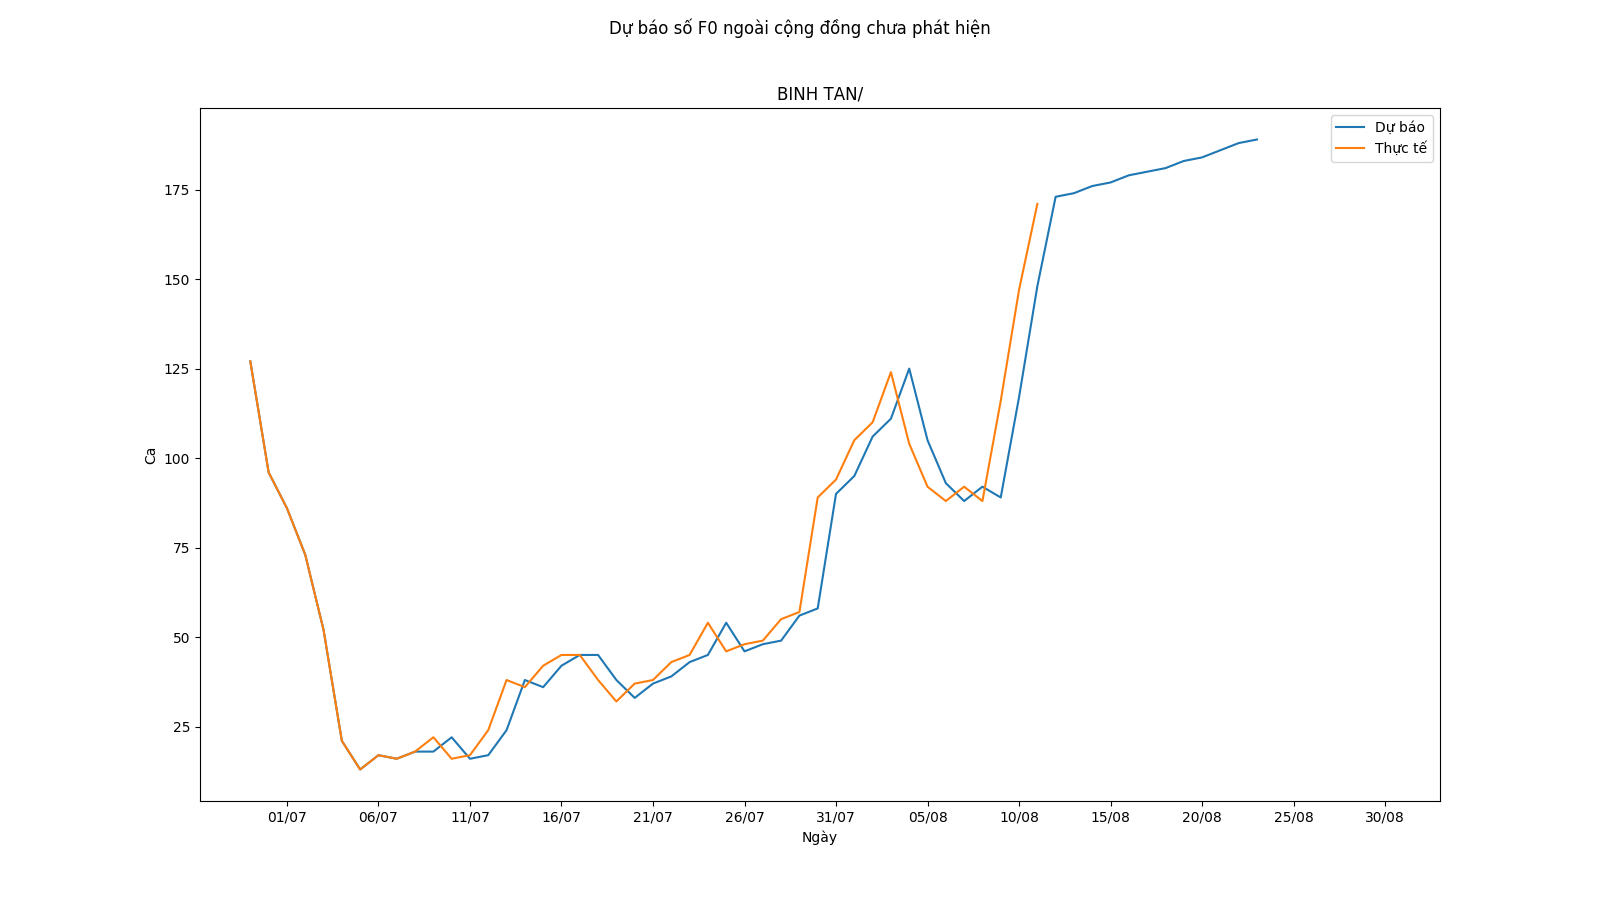 Dự báo số F0 ngoài cộng đồng chưa phát hiện
BINH TAN/
Dự báo
Thực tế
175
150
125
100
75
50
25
Ca
01/07 06/07 11/07 16/07 21/07 26/07 31/07 05/08 10/08 15/08 20/08 25/08 30/08
Ngày